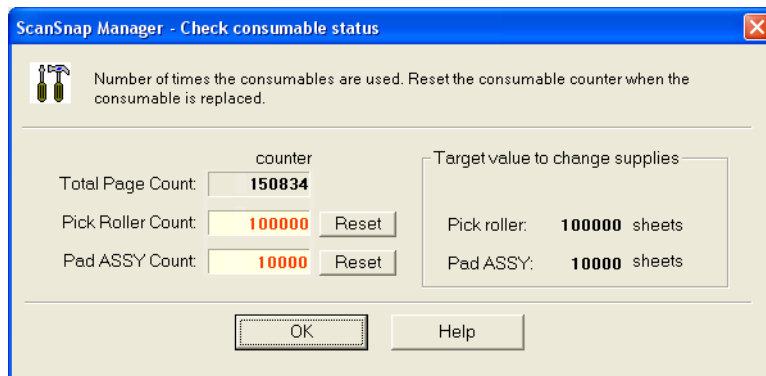 ScanSnap Manager - Check consumable status
Number of times the consumables are used. Reset the consumable counter when the
consumable is replaced.
counter
Total Page Count: 150834
Pick Roller Count: 100000 Reset
Pad ASSY Count: 10000 Reset
Target value to change supplies
Pick roller: 100000 sheets
Pad ASSY: 10000 sheets
OK Help